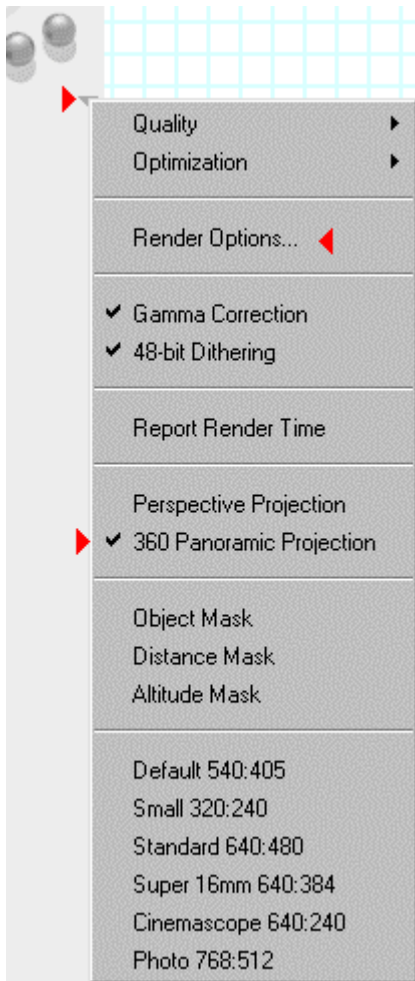 Quality
Optimization
Render Options...
Gamma Correction
48-bit Dithering
Report Render Time
Perspective Projection
360 Panoramic Projection
Object Mask
Distance Mask
Altitude Mask
Default 540:405
Small 320:240
Standard 640:480
Super 16mm 640:384
Cinemascope 640:240
Photo 768:512